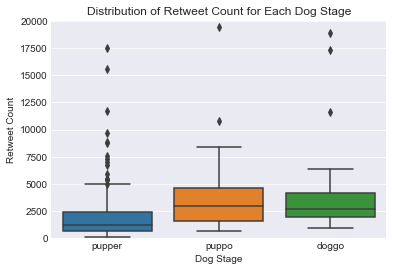 Distribution of Retweet Count for Each Dog Stage
20000
17500
15000
12500
10000
7500
5000
2500
0
Retweet Count
pupper puppo doggo
Dog Stage